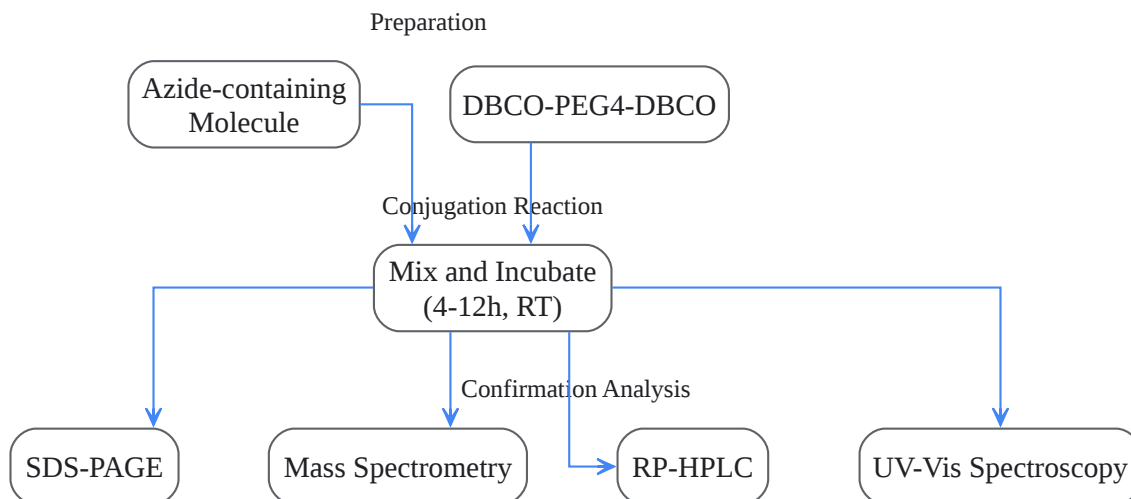 Preparation
Azide-containing
Molecule
DBCO-PEG4-DBCO
Conjugation Reaction
Mix and Incubate
(4-12h, RT)
Confirmation Analysis
SDS-PAGE
Mass Spectrometry
RP-HPLC
UV-Vis Spectroscopy